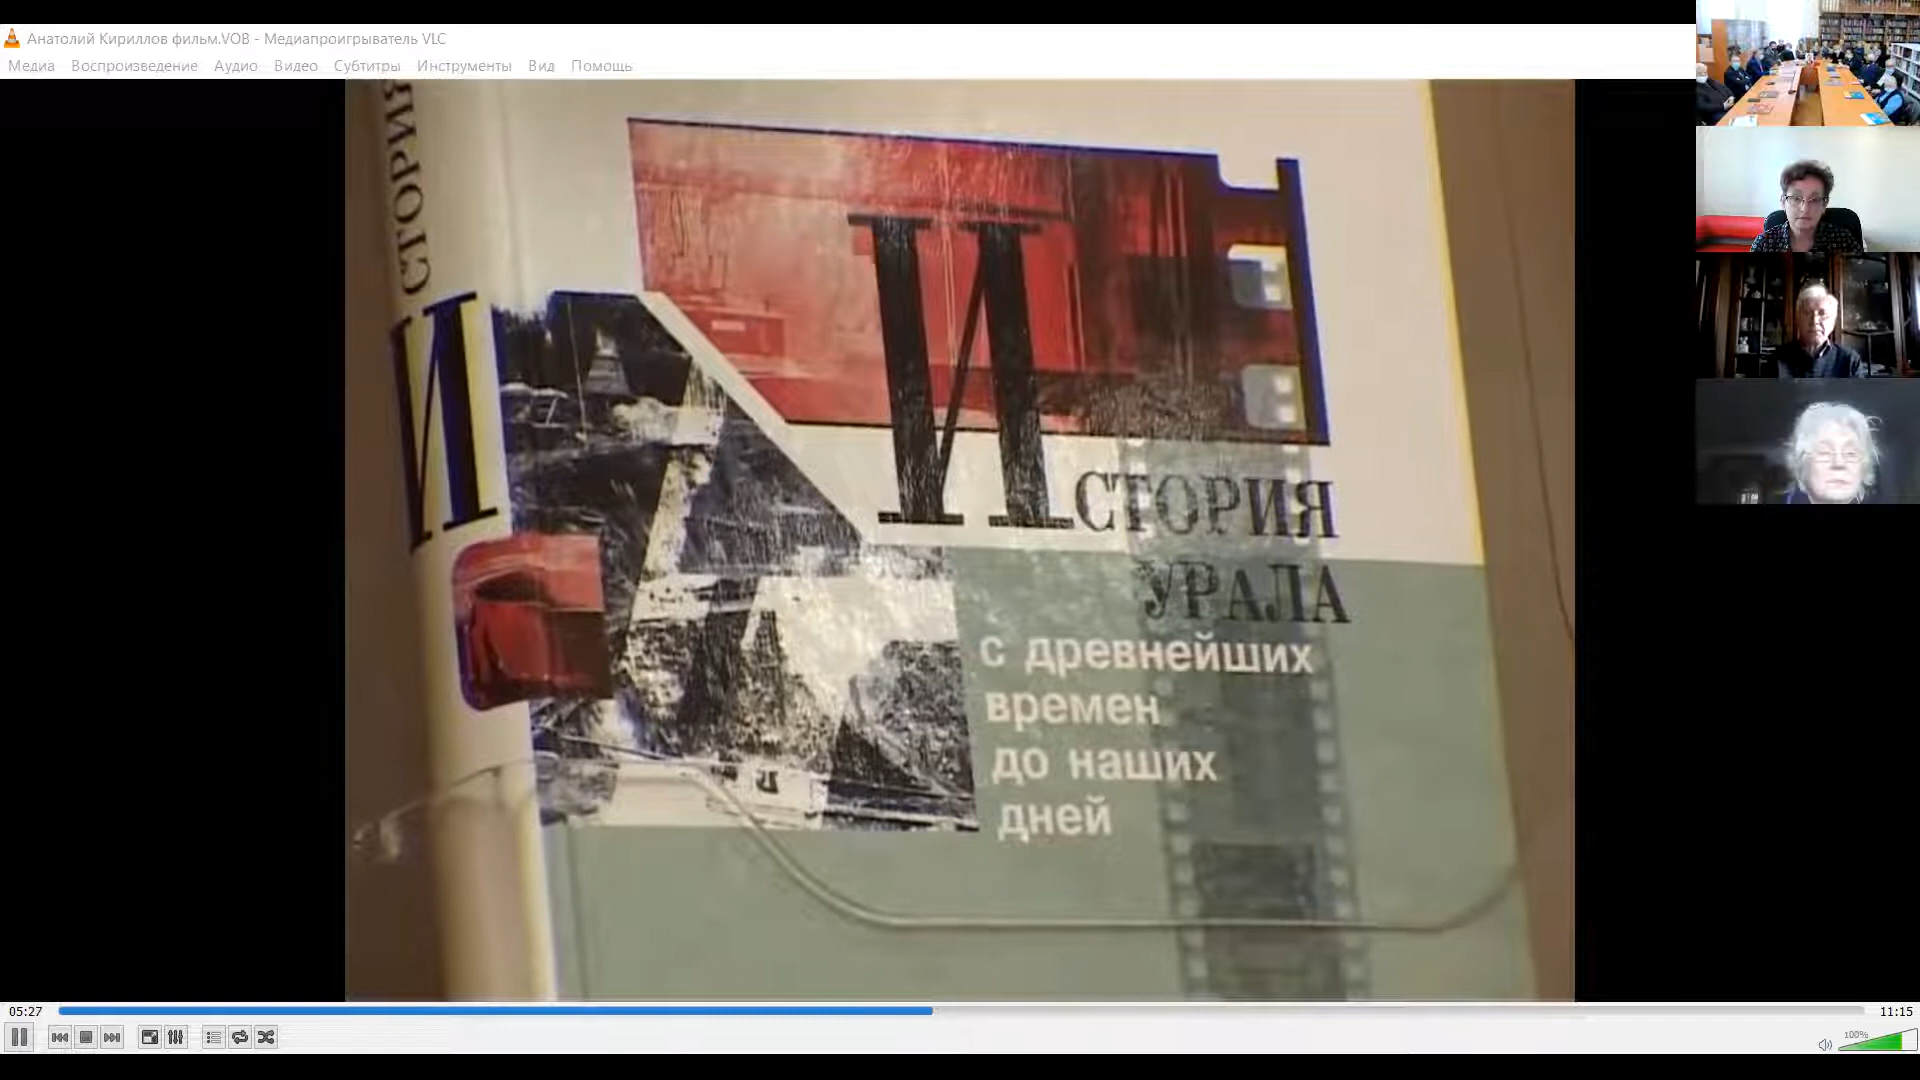 Анатолий Кириллов фильм.VOB - Медиапроигрыватель VLC
Медиа Воспроизведение Аудио Видео Субтитры Инструменты Вид Помощь
ИСТОРИЯ
ИСТОРИЯ
УРАЛА
с древнейших
времен
до наших
дней
05:27
11:15
100%